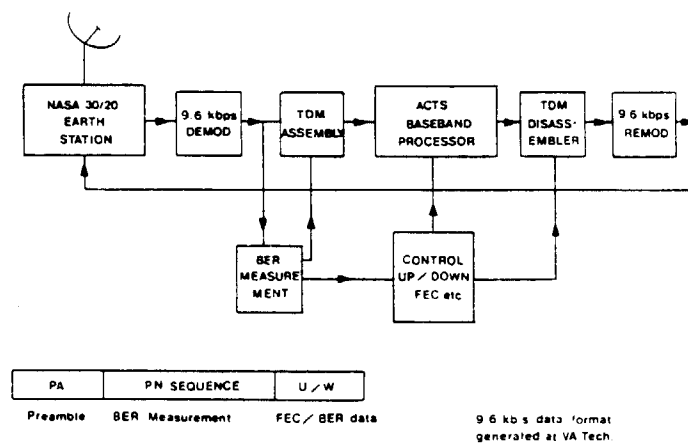 NASA 30/20
EARTH
STATION
9.6 kbps
DEMOD
TDM
ASSEMBLY
ACTS
BASEBAND
PROCESSOR
TDM
DISASS-
EMBLER
9.6 kbps
REMOD
BER
MEASURE
MENT
CONTROL
UP/DOWN
FEC etc
PA
PN SEQUENCE
U/W
Preamble
BER Measurement
FEC/BER data
9.6 kb s data format
generated at VA Tech.